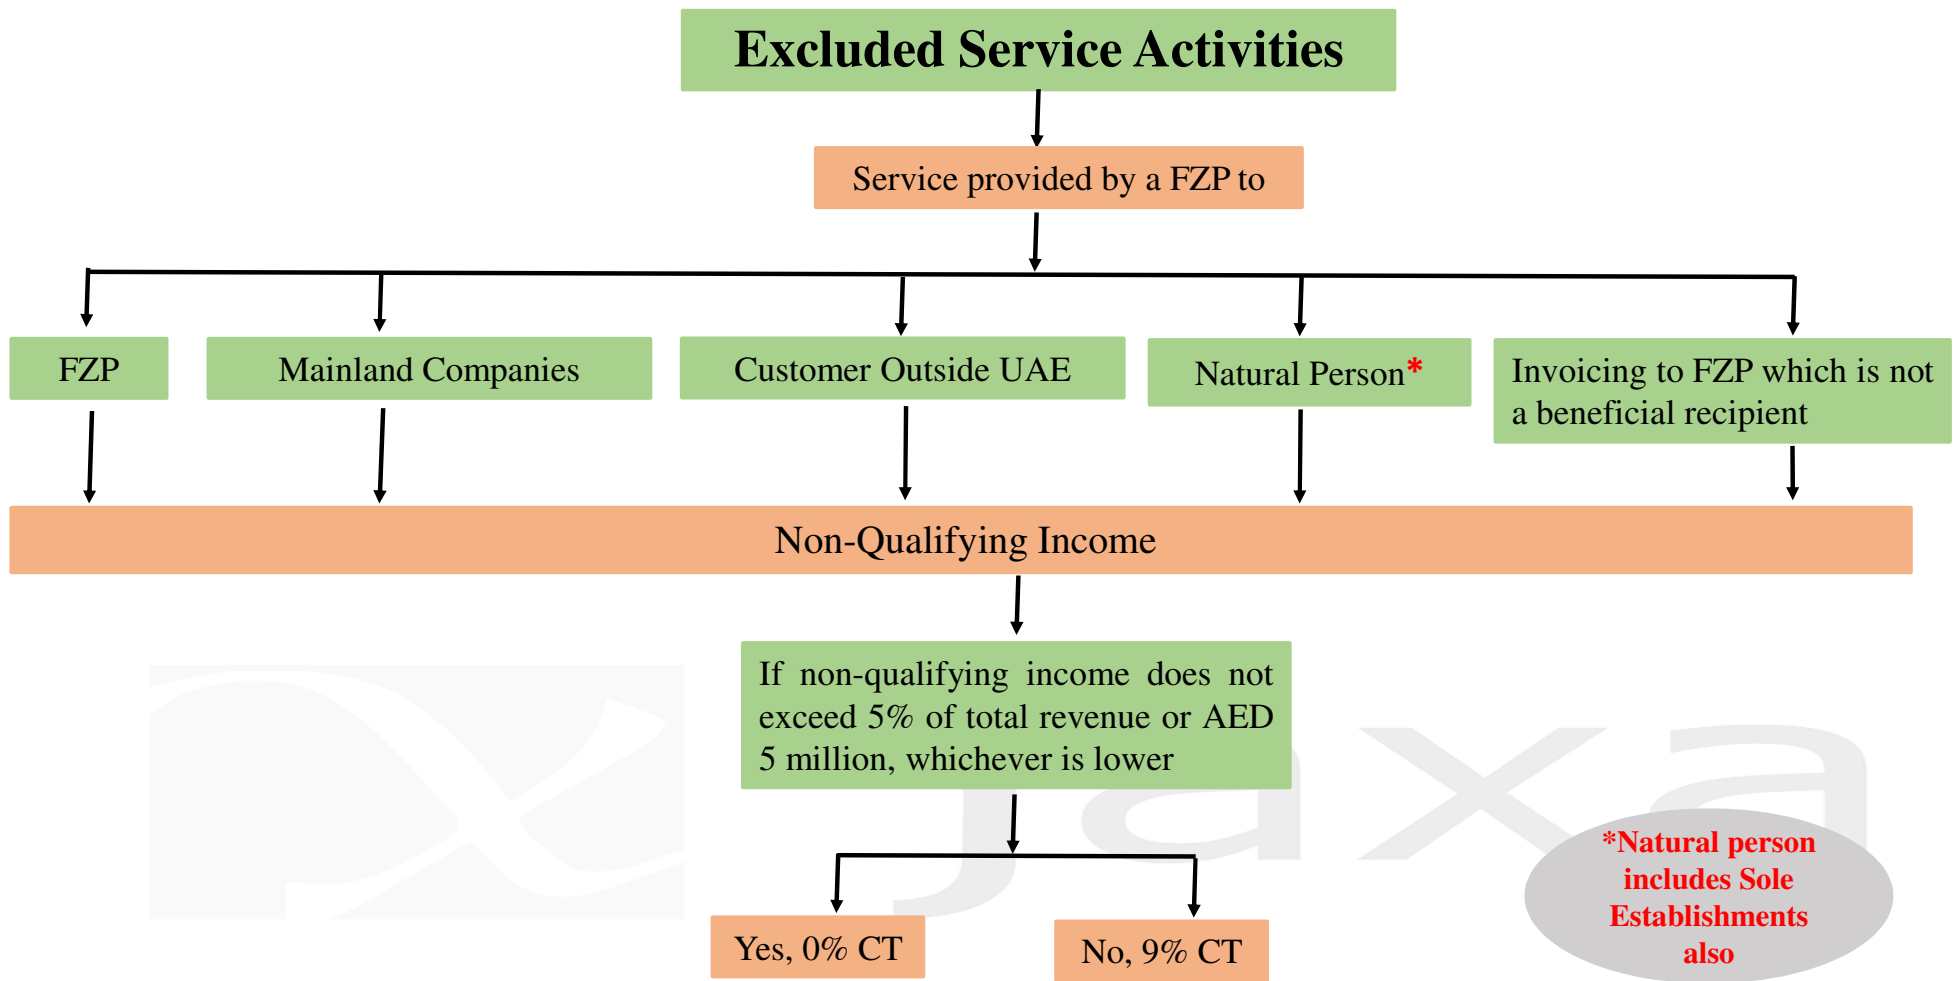 Excluded Service Activities
Service provided by a FZP to
FZP
Mainland Companies
Customer Outside UAE
Natural Person*
Invoicing to FZP which is not
a beneficial recipient
Non-Qualifying Income
If non-qualifying income does not
exceed 5% of total revenue or AED
5 million, whichever is lower
jaxa
*Natural person
includes Sole
Establishments
also
Yes, 0% CT
No, 9% CT